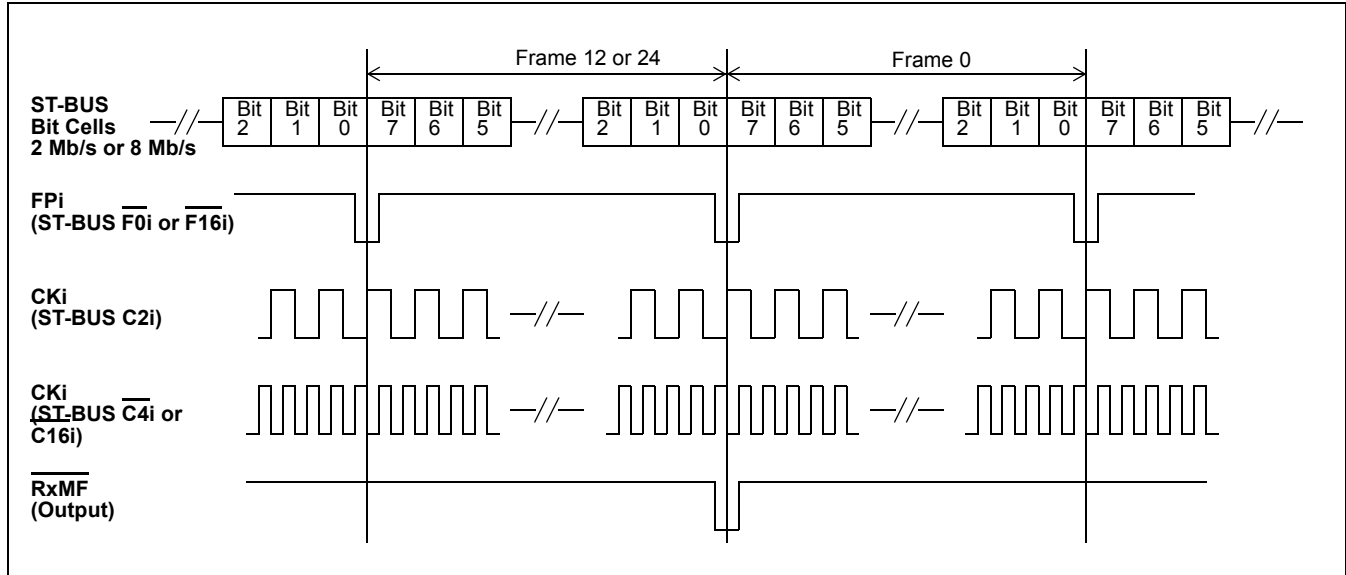 Frame 12 or 24
Frame 0
ST-BUS
Bit Cells
2 Mb/s or 8 Mb/s
Bit 2
Bit 1
Bit 0
Bit 7
Bit 6
Bit 5
Bit 2
Bit 1
Bit 0
Bit 7
Bit 6
Bit 5
Bit 2
Bit 1
Bit 0
Bit 7
Bit 6
Bit 5
FPi
(ST-BUS F0i or F16i)
CKi
(ST-BUS C2i)
CKi
(ST-BUS C4i or
C16i)
RxMF
(Output)